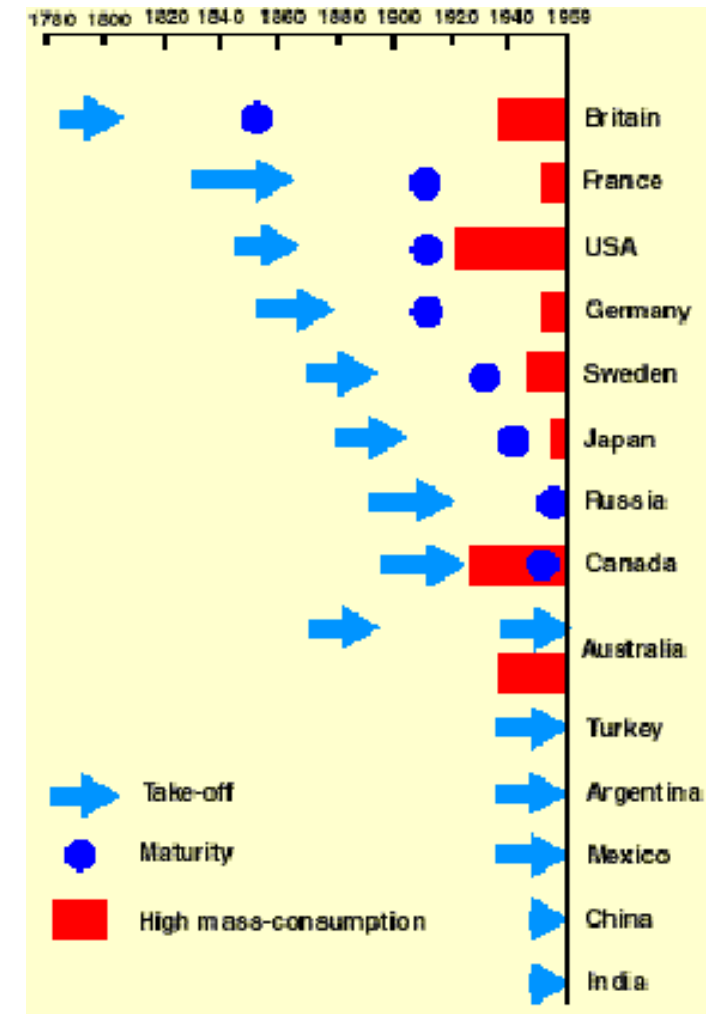 1780 1800 1820 1840 1860 1880 1900 1920 1940 1959
Britain
France
USA
Germany
Sweden
Japan
Russia
Canada
Australia
Turkey
Take-off
Argentina
Maturity
Mexico
High mass-consumption
China
India